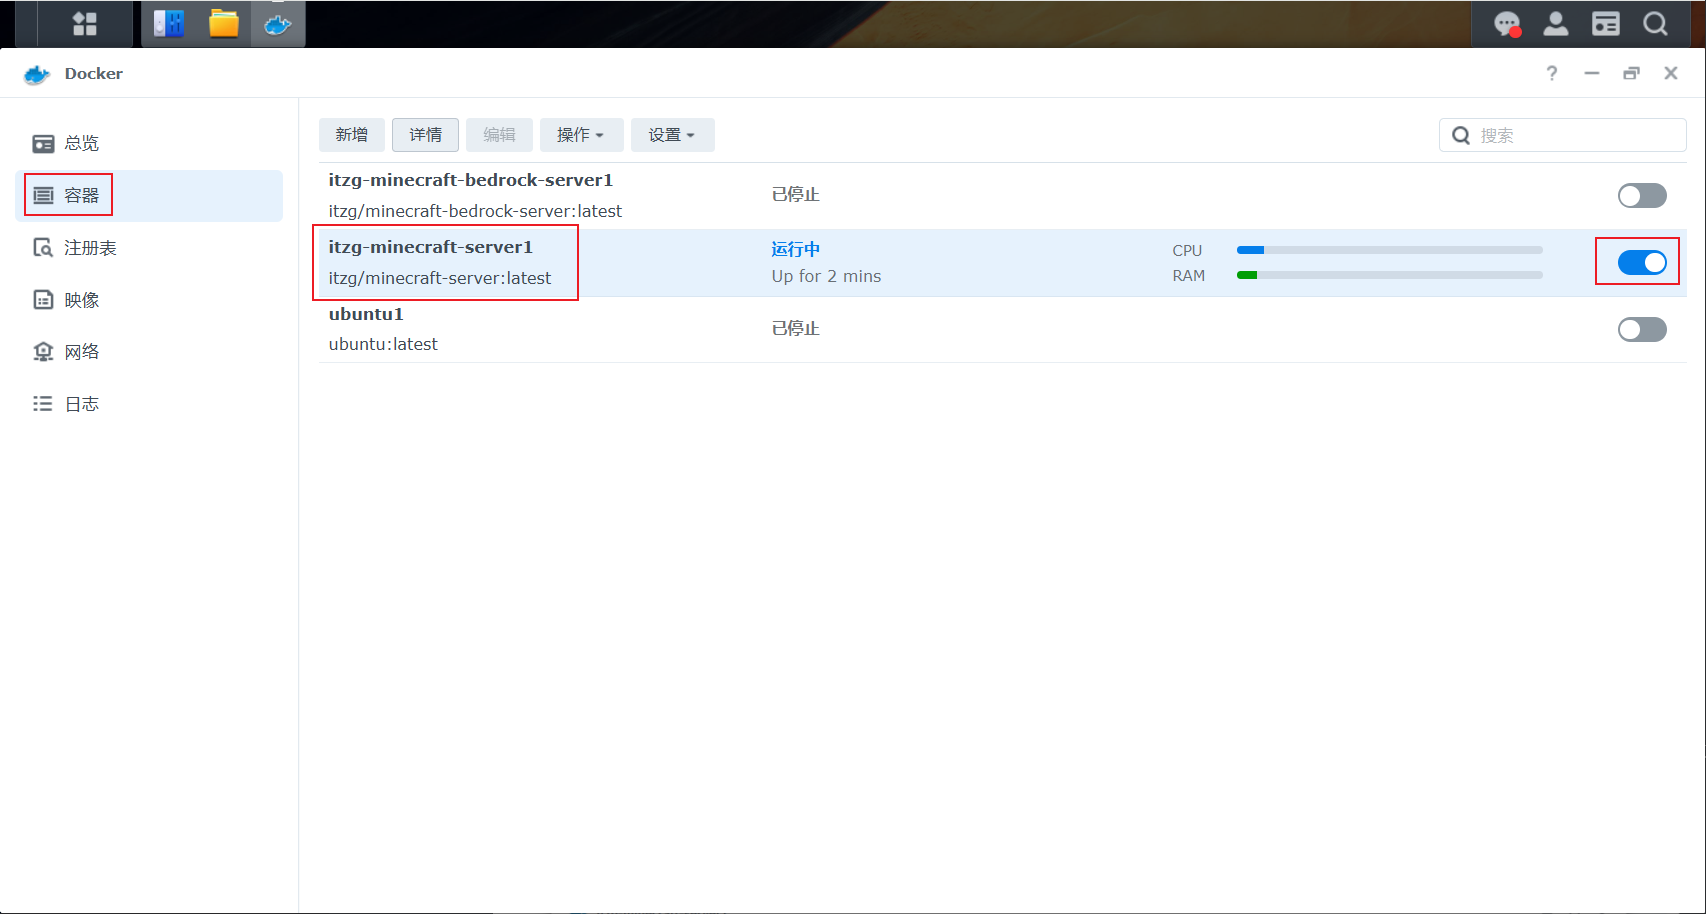 Docker
?
总览
容器
注册表
映像
网络
日志
新增 详情 编辑 操作 设置 搜索
itzg-minecraft-bedrock-server1
itzg/minecraft-bedrock-server:latest
已停止
itzg-minecraft-server1
itzg/minecraft-server:latest
运行中
Up for 2 mins
CPU
RAM
ubuntu1
ubuntu:latest
已停止